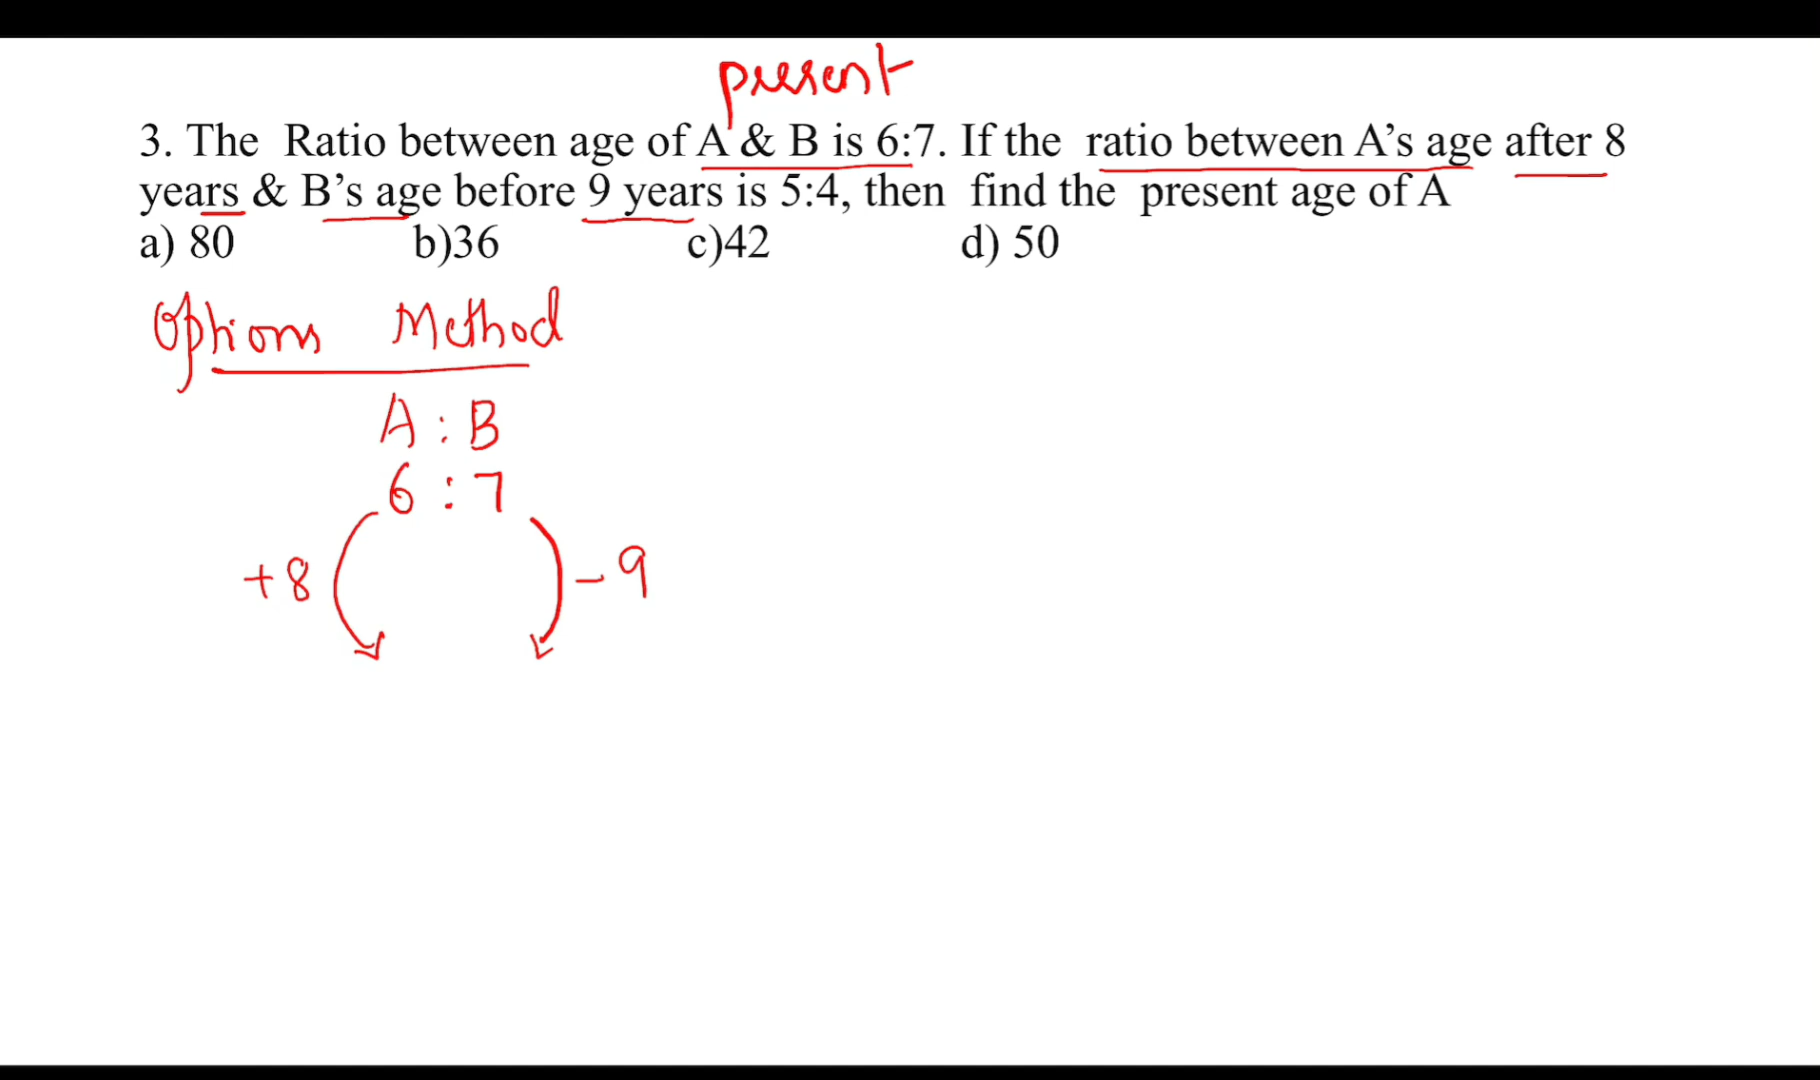 present
3. The Ratio between age of A & B is 6:7. If the ratio between A’s age after 8
years & B’s age before 9 years is 5:4, then find the present age of A
a) 80 b)36 c)42 d) 50
Options Method
A : B
6 : 7
+8 -9